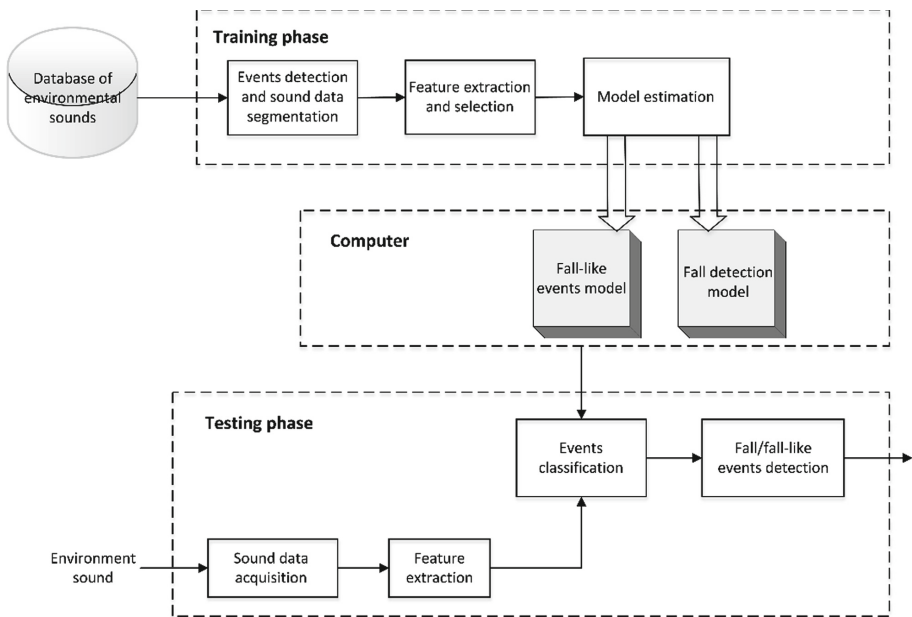 Training phase
Database of
environmental
sounds
Events detection
and sound data
segmentation
Feature extraction
and selection
Model estimation
Computer
Fall-like
events model
Fall detection
model
Testing phase
Events
classification
Fall/fall-like
events detection
Environment
sound
Sound data
acquisition
Feature
extraction